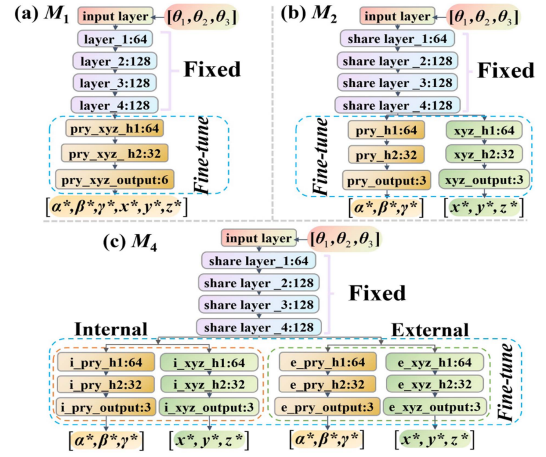 (a) M1
input layer
[θ1, θ2, θ3]
layer_1:64
layer_2:128
layer_3:128
layer_4:128
Fixed
pry_xyz_h1:64
pry_xyz_h2:32
pry_xyz_output:6
Fine-tune
[α*,β*,γ*,x*,y*,z*]
(b) M2
input layer
[θ1, θ2, θ3]
share layer_1:64
share layer _2:128
share layer _3:128
share layer _4:128
Fixed
pry_h1:64
pry_h2:32
pry_output:3
xyz_h1:64
xyz_h2:32
xyz_output:3
Fine-tune
[α*,β*,γ*]
[x*, y*, z*]
(c) M4
input layer
[θ1, θ2, θ3]
share layer_1:64
share layer _2:128
share layer _3:128
share layer _4:128
Fixed
Internal
External
i_pry_h1:64
i_pry_h2:32
i_pry_output:3
i_xyz_h1:64
i_xyz_h2:32
i_xyz_output:3
e_pry_h1:64
e_pry_h2:32
e_pry_output:3
e_xyz_h1:64
e_xyz_h2:32
e_xyz_output:3
Fine-tune
[α*,β*,γ*]
[x*, y*, z*]
[α*,β*,γ*]
[x*, y*, z*]